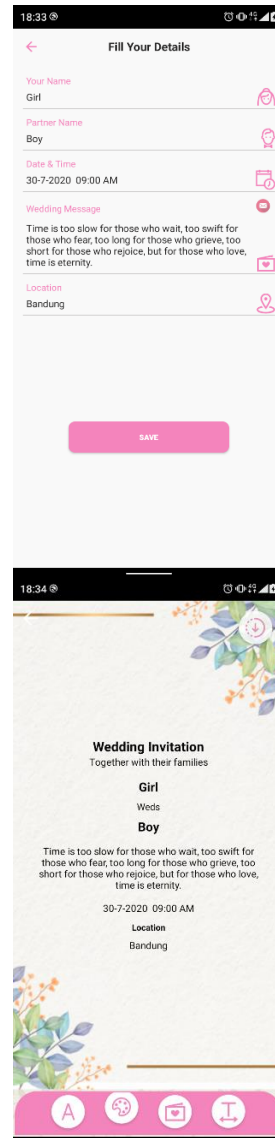 18:33
Fill Your Details
Your Name
Girl
Partner Name
Boy
Date & Time
30-7-2020 09:00 AM
Wedding Message
Time is too slow for those who wait, too swift for
those who fear, too long for those who grieve, too
short for those who rejoice, but for those who love,
time is eternity.
Location
Bandung
SAVE
18:34
Wedding Invitation
Together with their families
Girl
Weds
Boy
Time is too slow for those who wait, too swift for
those who fear, too long for those who grieve, too
short for those who rejoice, but for those who love,
time is eternity.
30-7-2020 09:00 AM
Location
Bandung
A
T